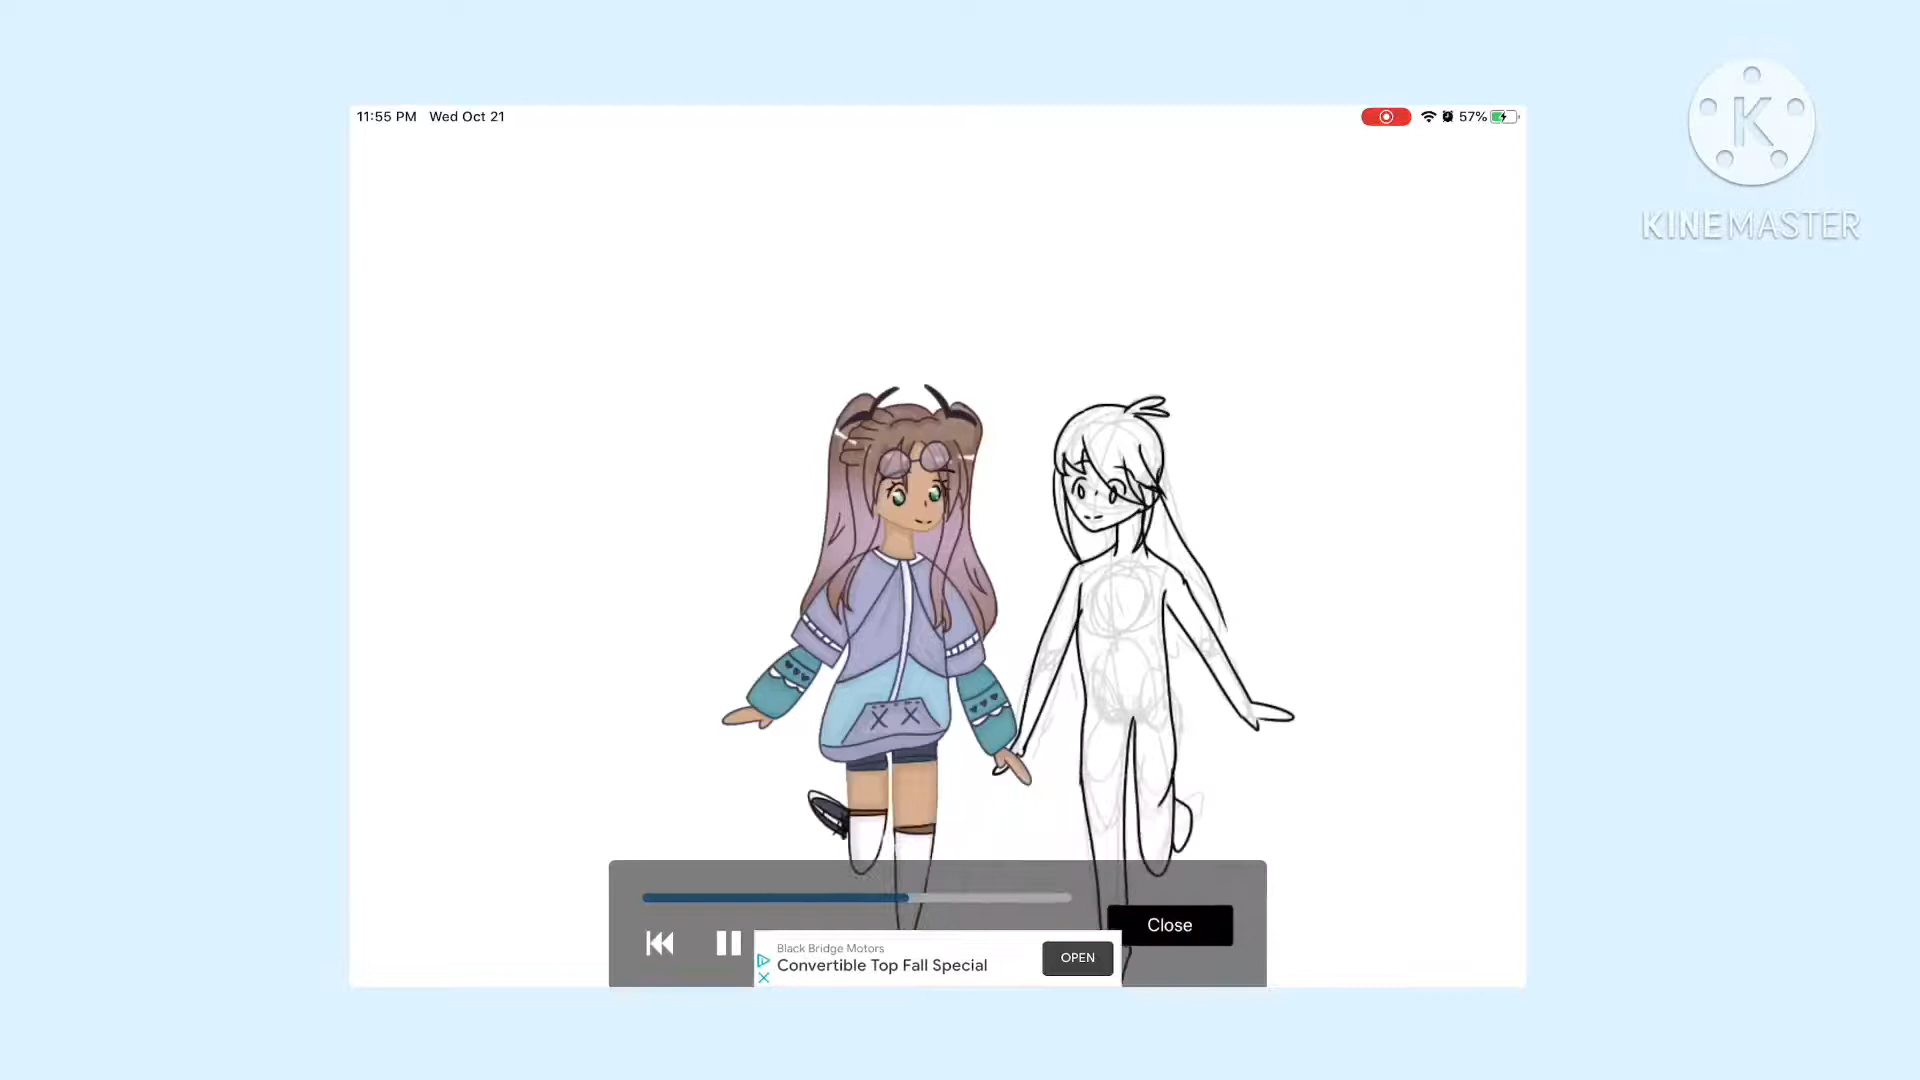 11:55 PM Wed Oct 21
57%
K
KINEMASTER
Close
Black Bridge Motors
Convertible Top Fall Special
OPEN